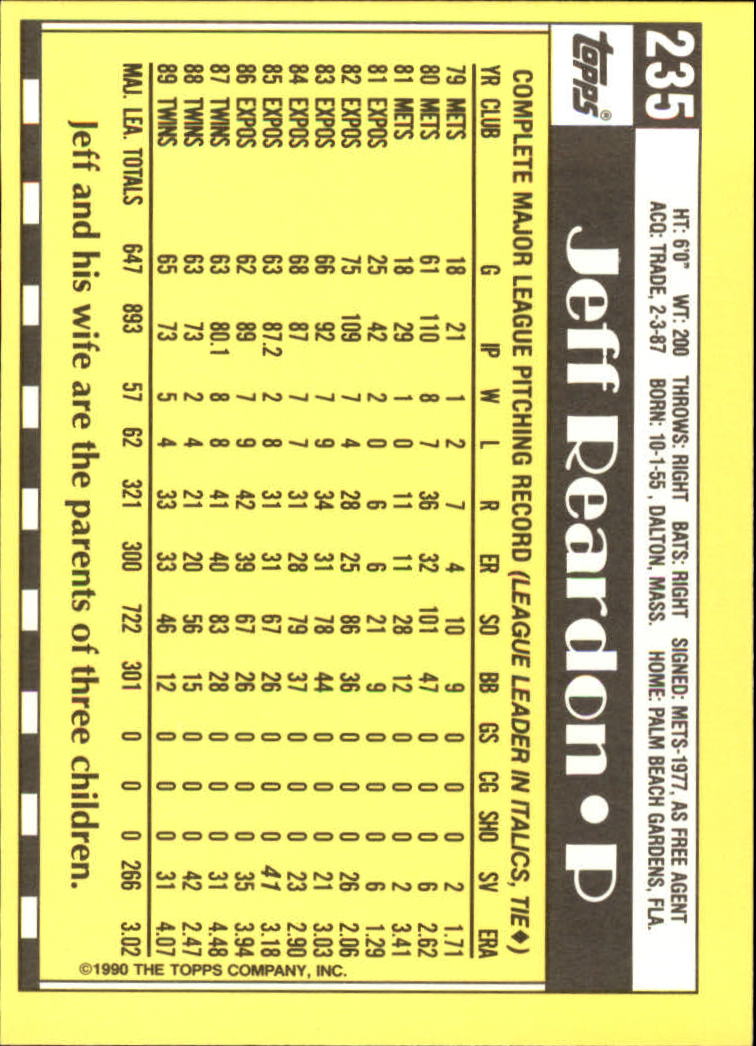 235
HT: 6'0" WT: 200 THROWS: RIGHT BATS: RIGHT SIGNED: METS-1977, AS FREE AGENT
ACQ: TRADE, 2-3-87 BORN: 10-1-55, DALTON, MASS. HOME: PALM BEACH GARDENS, FLA.
topps® Jeff Reardon • P
COMPLETE MAJOR LEAGUE PITCHING RECORD (LEAGUE LEADER IN ITALICS, TIE♦)
YR CLUB G IP W L R ER SO BB GS CG SHO SV ERA
79 METS 18 21 1 2 7 4 10 9 0 0 0 2 1.71
80 METS 61 110 8 7 36 32 101 47 0 0 0 6 2.62
81 METS 18 29 1 0 11 11 28 12 0 0 0 2 3.41
81 EXPOS 25 42 2 0 6 6 21 9 0 0 0 6 1.29
82 EXPOS 75 109 7 4 28 25 86 36 0 0 0 26 2.06
83 EXPOS 66 92 7 9 34 31 78 44 0 0 0 21 3.03
84 EXPOS 68 87 7 7 31 28 79 37 0 0 0 23 2.90
85 EXPOS 63 87.2 2 8 31 31 67 26 0 0 0 47 3.18
86 EXPOS 62 89 7 9 42 39 67 26 0 0 0 35 3.94
87 TWINS 63 80.1 8 8 41 40 83 28 0 0 0 31 4.48
88 TWINS 63 73 2 4 21 20 56 15 0 0 0 42 2.47
89 TWINS 65 73 5 4 33 33 46 12 0 0 0 31 4.07
MAJ. LEA. TOTALS 647 893 57 62 321 300 722 301 0 0 0 266 3.02
Jeff and his wife are the parents of three children.
©1990 THE TOPPS COMPANY, INC.